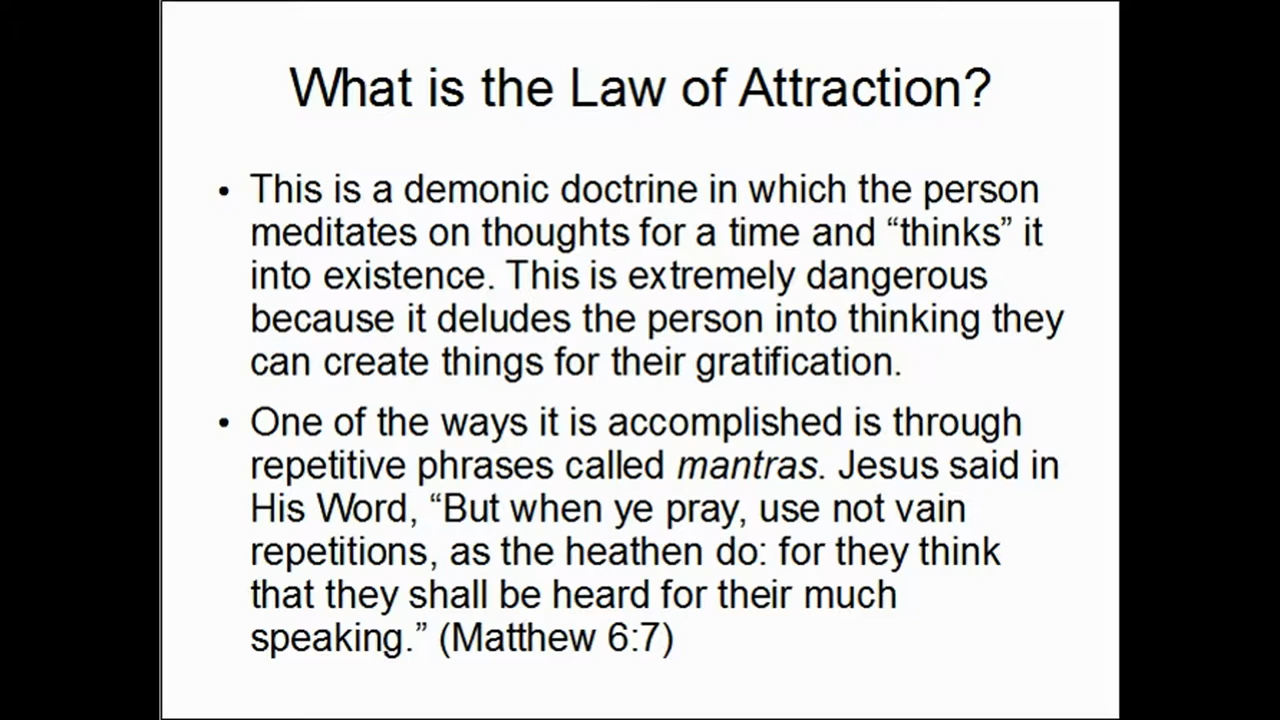 What is the Law of Attraction?
• This is a demonic doctrine in which the person
meditates on thoughts for a time and “thinks” it
into existence. This is extremely dangerous
because it deludes the person into thinking they
can create things for their gratification.
• One of the ways it is accomplished is through
repetitive phrases called mantras. Jesus said in
His Word, “But when ye pray, use not vain
repetitions, as the heathen do: for they think
that they shall be heard for their much
speaking.” (Matthew 6:7)